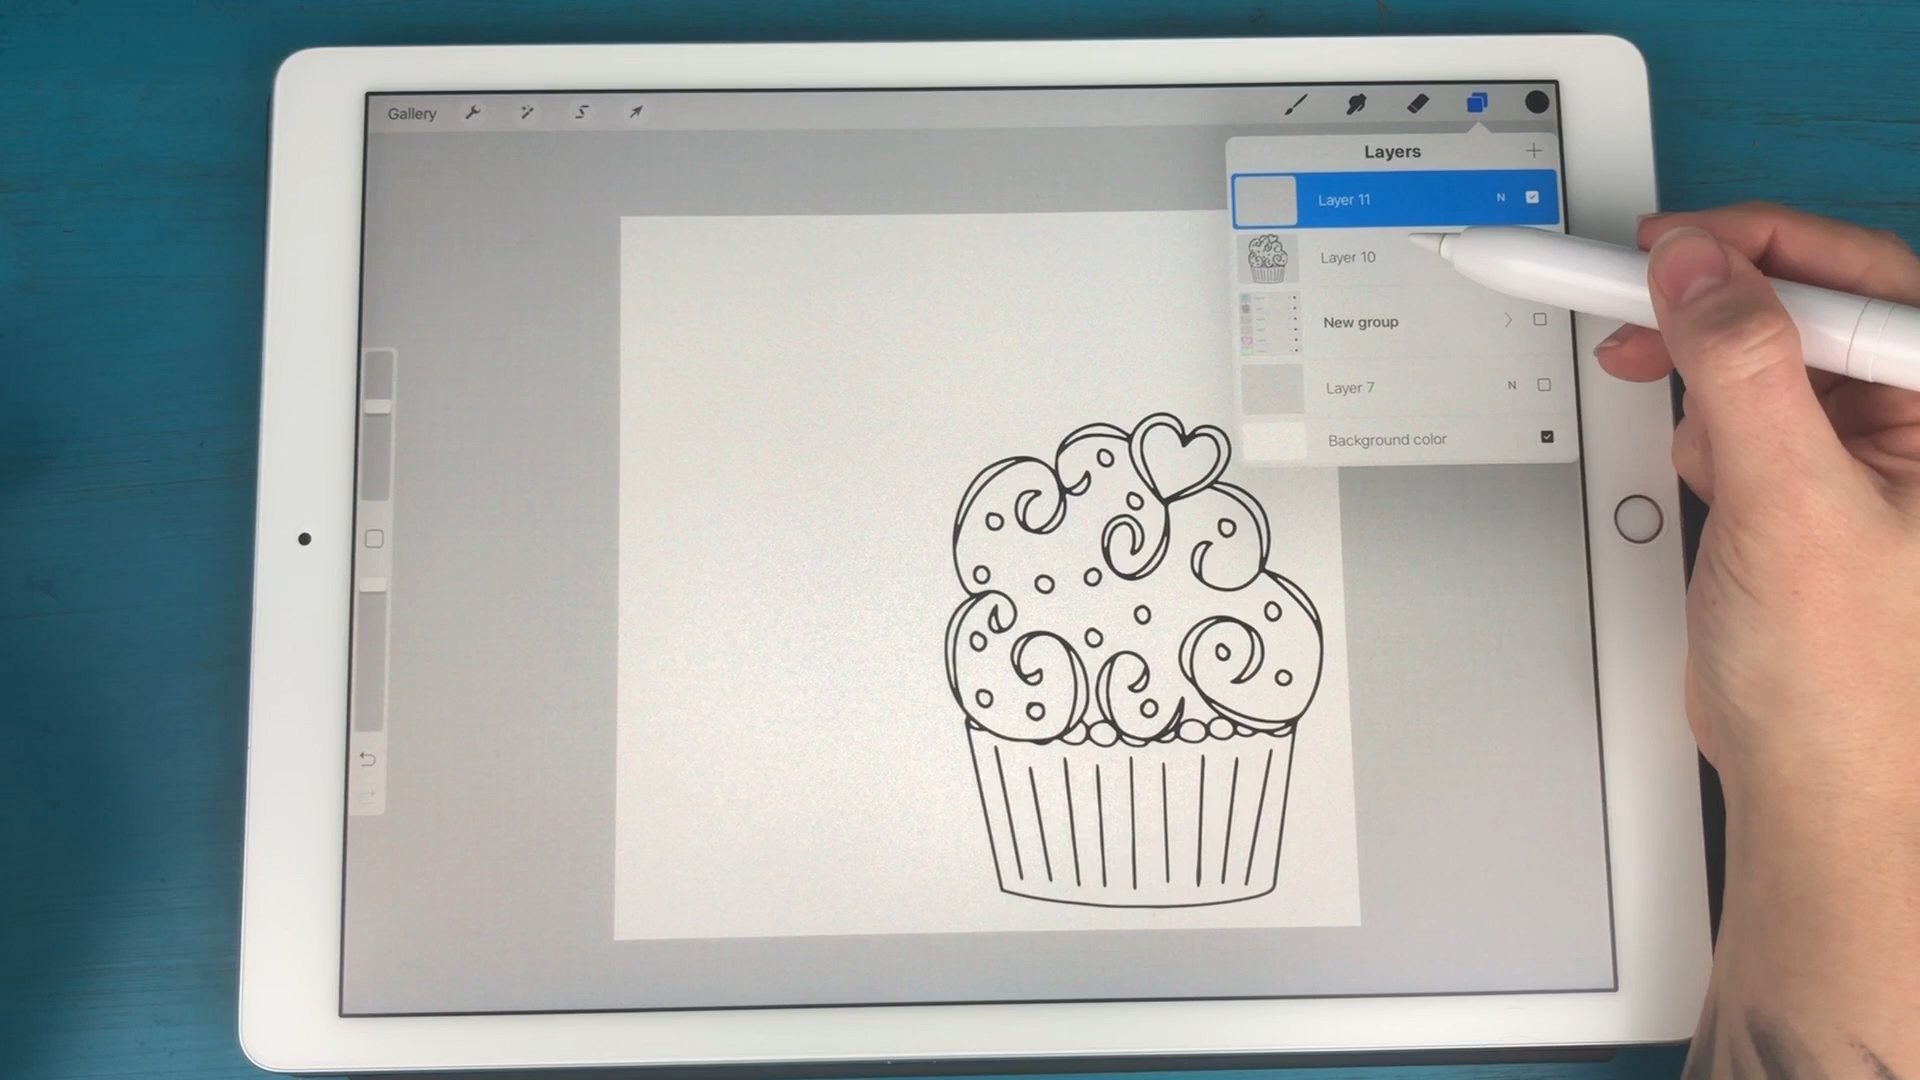 Gallery
Layers
Layer 11 N
Layer 10
New group
Layer 7 N
Background color